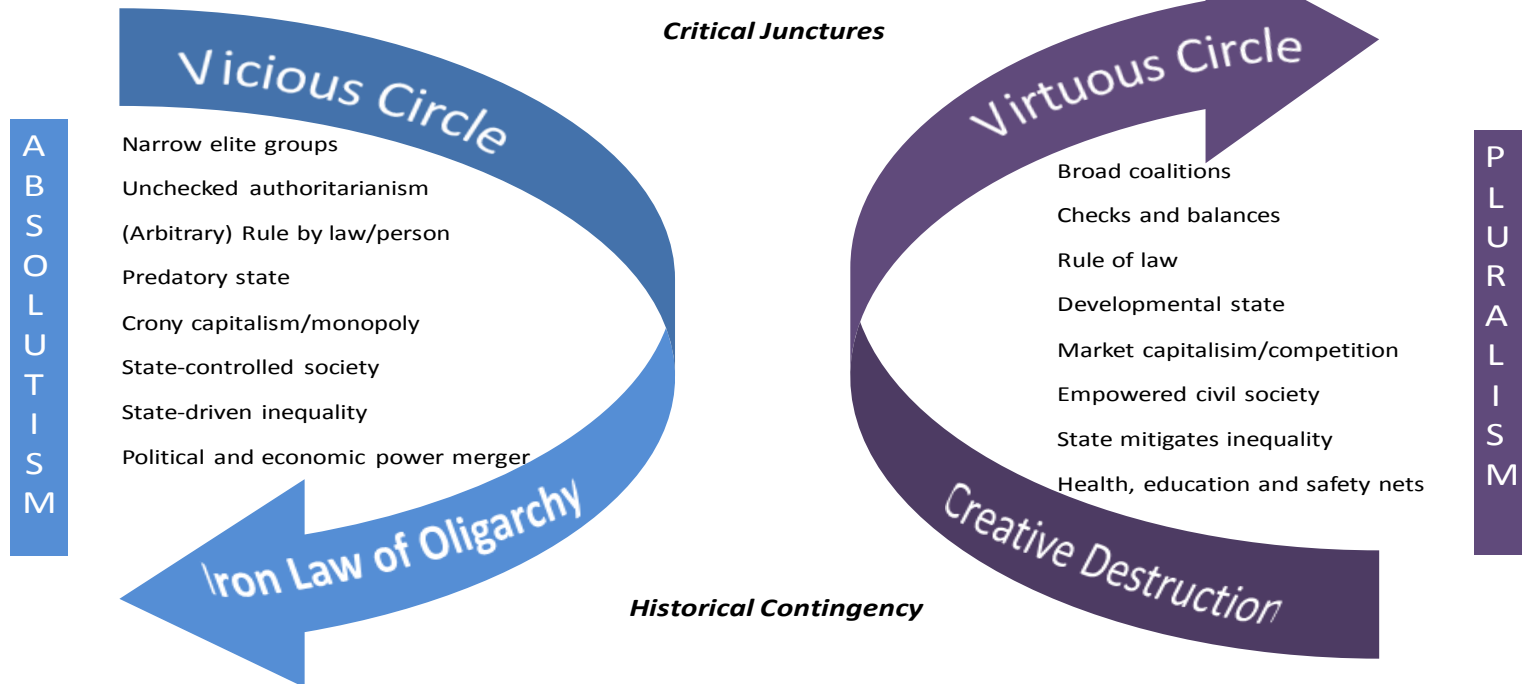 Critical Junctures
Vicious Circle
Virtuous Circle
ABSOLUTISM
Narrow elite groups
Unchecked authoritarianism
(Arbitrary) Rule by law/person
Predatory state
Crony capitalism/monopoly
State-controlled society
State-driven inequality
Political and economic power merger
Iron Law of Oligarchy
Broad coalitions
Checks and balances
Rule of law
Developmental state
Market capitalisim/competition
Empowered civil society
State mitigates inequality
Health, education and safety nets
Creative Destruction
PLURALISM
Historical Contingency